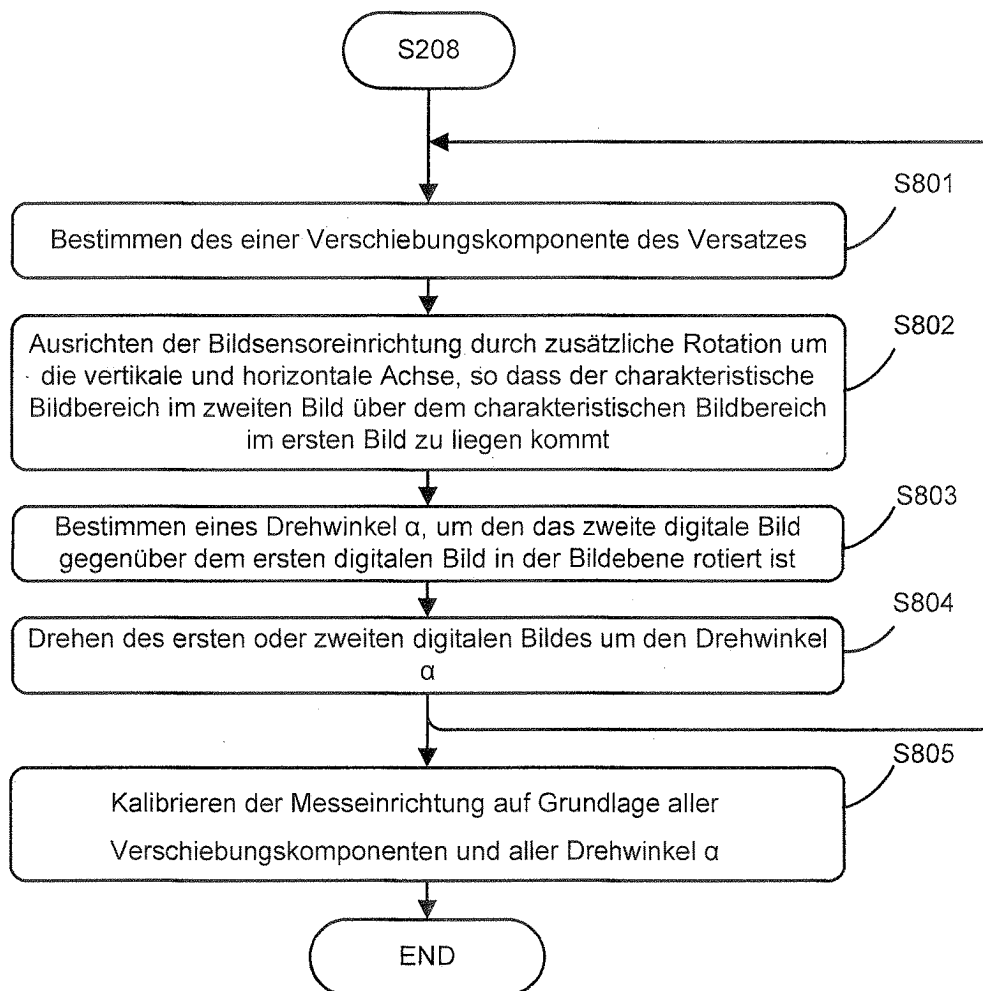 S208
S801
Bestimmen des einer Verschiebungskomponente des Versatzes
S802
Ausrichten der Bildsensoreinrichtung durch zusätzliche Rotation um
die vertikale und horizontale Achse, so dass der charakteristische
Bildbereich im zweiten Bild über dem charakteristischen Bildbereich
im ersten Bild zu liegen kommt
S803
Bestimmen eines Drehwinkel α, um den das zweite digitale Bild
gegenüber dem ersten digitalen Bild in der Bildebene rotiert ist
S804
Drehen des ersten oder zweiten digitalen Bildes um den Drehwinkel
α
S805
Kalibrieren der Messeinrichtung auf Grundlage aller
Verschiebungskomponenten und aller Drehwinkel α
END